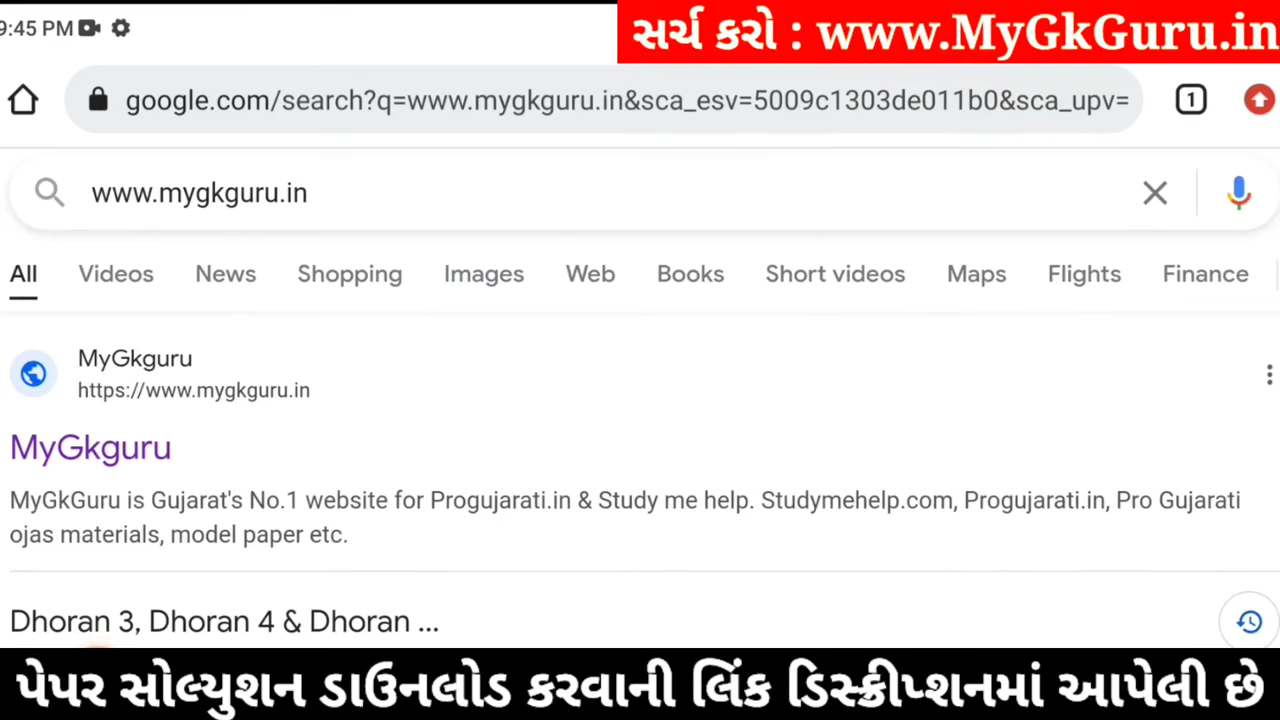 9:45 PM
સર્ચ કરો : www.MyGkGuru.in
google.com/search?q=www.mygkguru.in&sca_esv=5009c1303de011b0&sca_upv=
1
www.mygkguru.in
All Videos News Shopping Images Web Books Short videos Maps Flights Finance
MyGkguru
https://www.mygkguru.in
MyGkguru
MyGkGuru is Gujarat's No.1 website for Progujarati.in & Study me help. Studymehelp.com, Progujarati.in, Pro Gujarati
ojas materials, model paper etc.
Dhoran 3, Dhoran 4 & Dhoran ...
પેપર સોલ્યુશન ડાઉનલોડ કરવાની લિંક ડિસ્ક્રીપ્શનમાં આપેલી છે